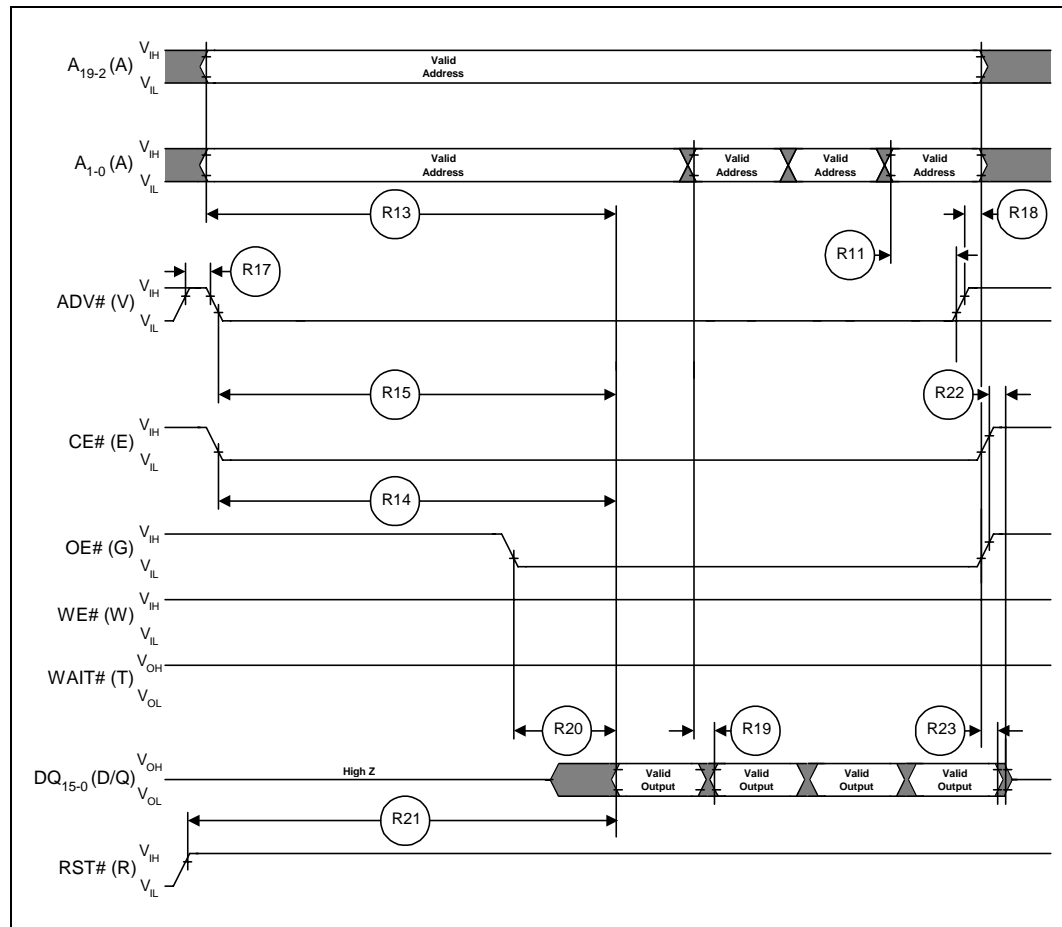 A19-2 (A) VIH
VIL
Valid
Address
A1-0 (A) VIH
VIL
Valid
Address
Valid
Address
Valid
Address
Valid
Address
R13
R18
R11
R17
ADV# (V) VIH
VIL
R15
R22
CE# (E) VIH
VIL
R14
OE# (G) VIH
VIL
WE# (W) VIH
VIL
WAIT# (T) VOH
VOL
R20
R19
R23
DQ15-0 (D/Q) VOH
VOL
High Z
Valid
Output
Valid
Output
Valid
Output
Valid
Output
R21
RST# (R) VIH
VIL